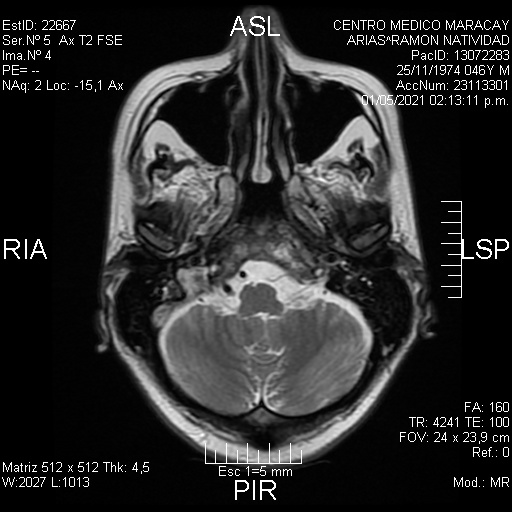 EstID: 22667
Ser.Nº 5 Ax T2 FSE
Ima.Nº 4
PE= --
NAq: 2 Loc: -15,1 Ax
ASL
CENTRO MEDICO MARACAY
ARIAS^RAMON NATIVIDAD
PacID: 13072283
25/11/1974 046Y M
AccNum: 23113301
01/05/2021 02:13:11 p.m.
RIA
LSP
Matriz 512 x 512 Thk: 4,5
W:2027 L:1013
Esc 1=5 mm
PIR
FA: 160
TR: 4241 TE: 100
FOV: 24 x 23,9 cm
Ref.: 0
Mod.: MR